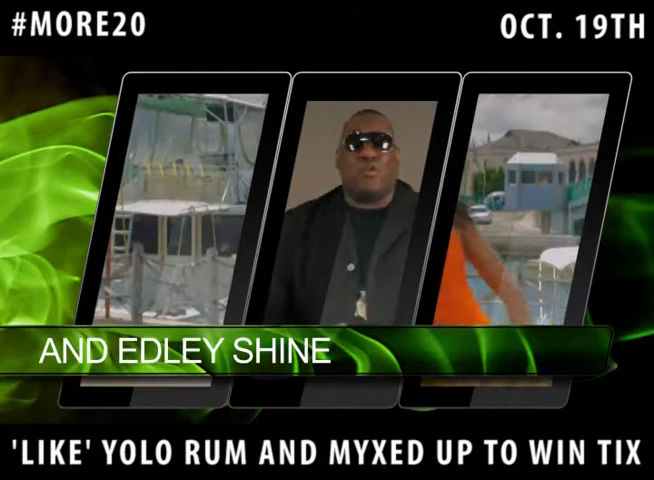 #MORE20
OCT. 19TH
AND EDLEY SHINE
'LIKE' YOLO RUM AND MYXED UP TO WIN TIX